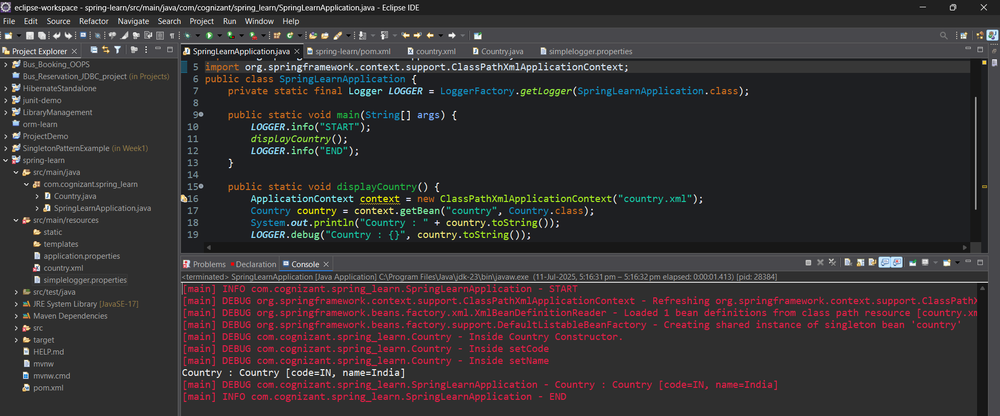 eclipse-workspace - spring-learn/src/main/java/com/cognizant/spring_learn/SpringLearnApplication.java - Eclipse IDE
File Edit Source Refactor Navigate Search Project Run Window Help
Project Explorer
Bus_Booking_OOPS
Bus_Reservation_JDBC_project (in Projects)
HibernateStandalone
junit-demo
LibraryManagement
orm-learn
ProjectDemo
SingletonPatternExample (in Week1)
spring-learn
src/main/java
com.cognizant.spring_learn
Country.java
SpringLearnApplication.java
src/main/resources
static
templates
application.properties
country.xml
simplelogger.properties
src/test/java
JRE System Library [JavaSE-17]
Maven Dependencies
src
target
HELP.md
mvnw
mvnw.cmd
pom.xml
SpringLearnApplication.java spring-learn/pom.xml country.xml Country.java simplelogger.properties
5 import org.springframework.context.support.ClassPathXmlApplicationContext;
6 public class SpringLearnApplication {
7 private static final Logger LOGGER = LoggerFactory.getLogger(SpringLearnApplication.class);
8
9 public static void main(String[] args) {
10 LOGGER.info("START");
11 displayCountry();
12 LOGGER.info("END");
13 }
14
15 public static void displayCountry() {
16 ApplicationContext context = new ClassPathXmlApplicationContext("country.xml");
17 Country country = context.getBean("country", Country.class);
18 System.out.println("Country : " + country.toString());
19 LOGGER.debug("Country : {}", country.toString());
Problems Declaration Console
<terminated> SpringLearnApplication [Java Application] C:\Program Files\Java\jdk-23\bin\javaw.exe (11-Jul-2025, 5:16:31 pm – 5:16:32 pm elapsed: 0:00:01.413) [pid: 28384]
[main] INFO com.cognizant.spring_learn.SpringLearnApplication - START
[main] DEBUG org.springframework.context.support.ClassPathXmlApplicationContext - Refreshing org.springframework.context.support.ClassPathX
[main] DEBUG org.springframework.beans.factory.xml.XmlBeanDefinitionReader - Loaded 1 bean definitions from class path resource [country.xm
[main] DEBUG org.springframework.beans.factory.support.DefaultListableBeanFactory - Creating shared instance of singleton bean 'country'
[main] DEBUG com.cognizant.spring_learn.Country - Inside Country Constructor.
[main] DEBUG com.cognizant.spring_learn.Country - Inside setCode
[main] DEBUG com.cognizant.spring_learn.Country - Inside setName
Country : Country [code=IN, name=India]
[main] DEBUG com.cognizant.spring_learn.SpringLearnApplication - Country : Country [code=IN, name=India]
[main] INFO com.cognizant.spring_learn.SpringLearnApplication - END